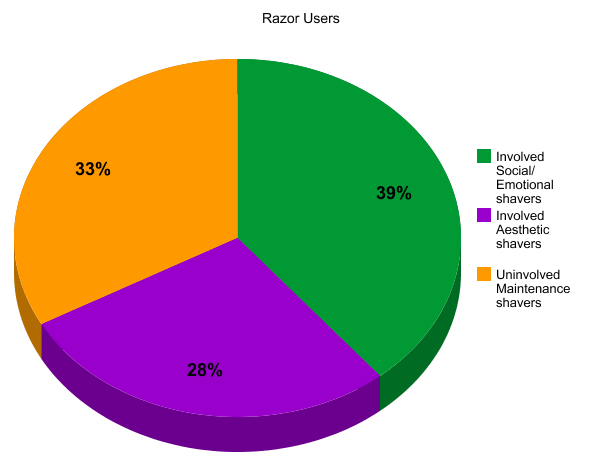 Razor Users
33%
39%
28%
Involved
Social/
Emotional
shavers
Involved
Aesthetic
shavers
Uninvolved
Maintenance
shavers